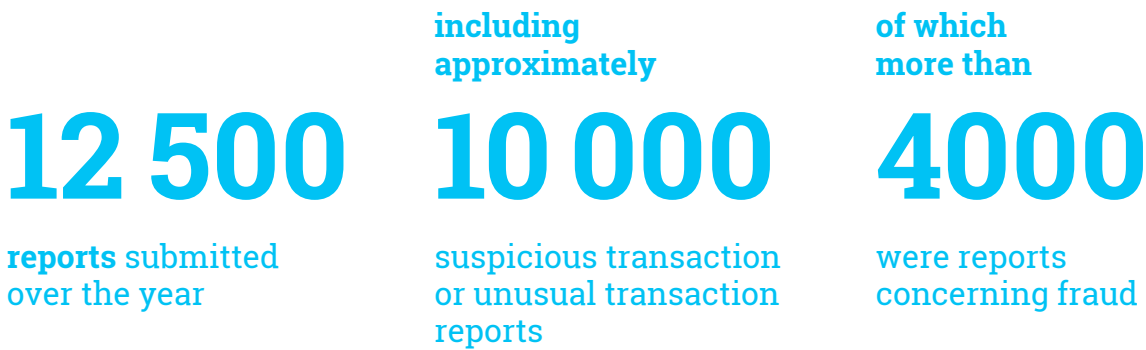 12 500
reports submitted
over the year
including
approximately
10 000
suspicious transaction
or unusual transaction
reports
of which
more than
4000
were reports
concerning fraud